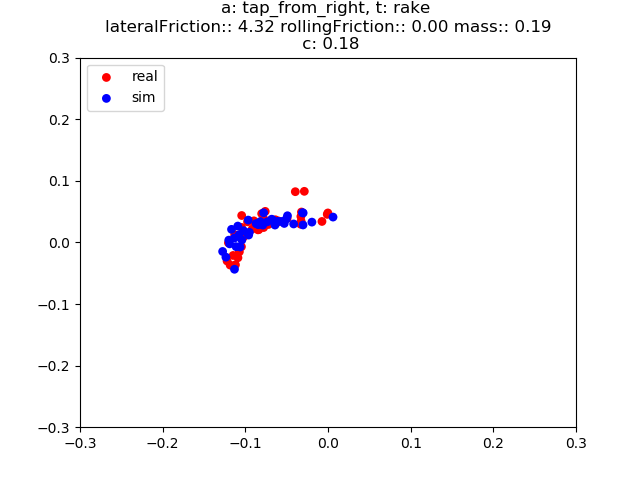 a: tap_from_right, t: rake
lateralFriction:: 4.32 rollingFriction:: 0.00 mass:: 0.19
c: 0.18
real
sim
0.3
0.2
0.1
0.0
−0.1
−0.2
−0.3
−0.3 −0.2 −0.1 0.0 0.1 0.2 0.3